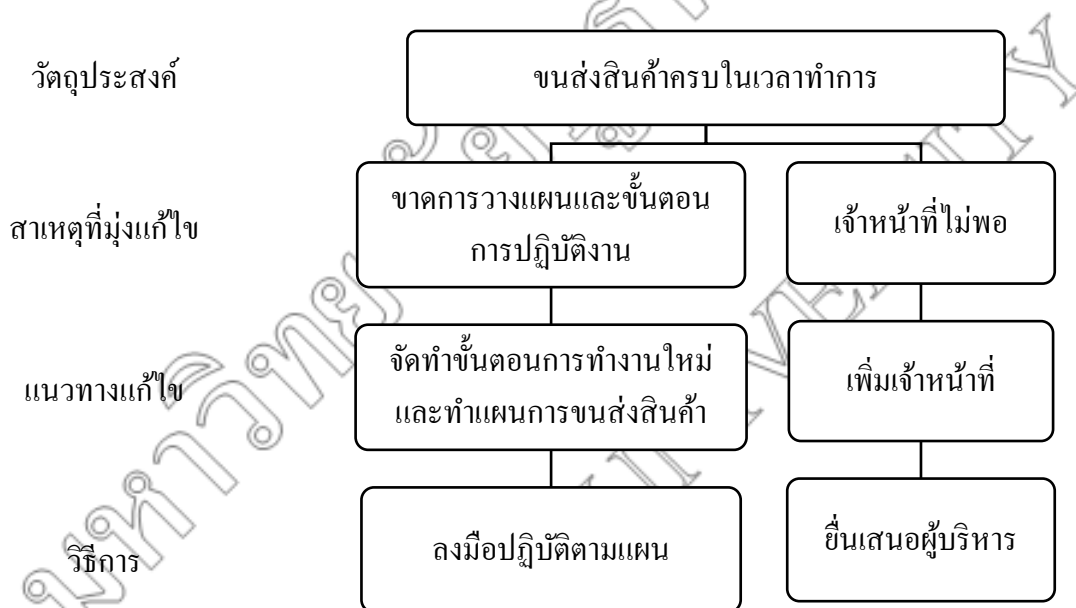 วัตถุประสงค์
ขนส่งสินค้าครบในเวลาทำการ
สาเหตุที่มุ่งแก้ไข
ขาดการวางแผนและขั้นตอน
การปฏิบัติงาน
เจ้าหน้าที่ไม่พอ
แนวทางแก้ไข
จัดทำขั้นตอนการทำงานใหม่
และทำแผนการขนส่งสินค้า
เพิ่มเจ้าหน้าที่
วิธีการ
ลงมือปฏิบัติตามแผน
ยื่นเสนอผู้บริหาร